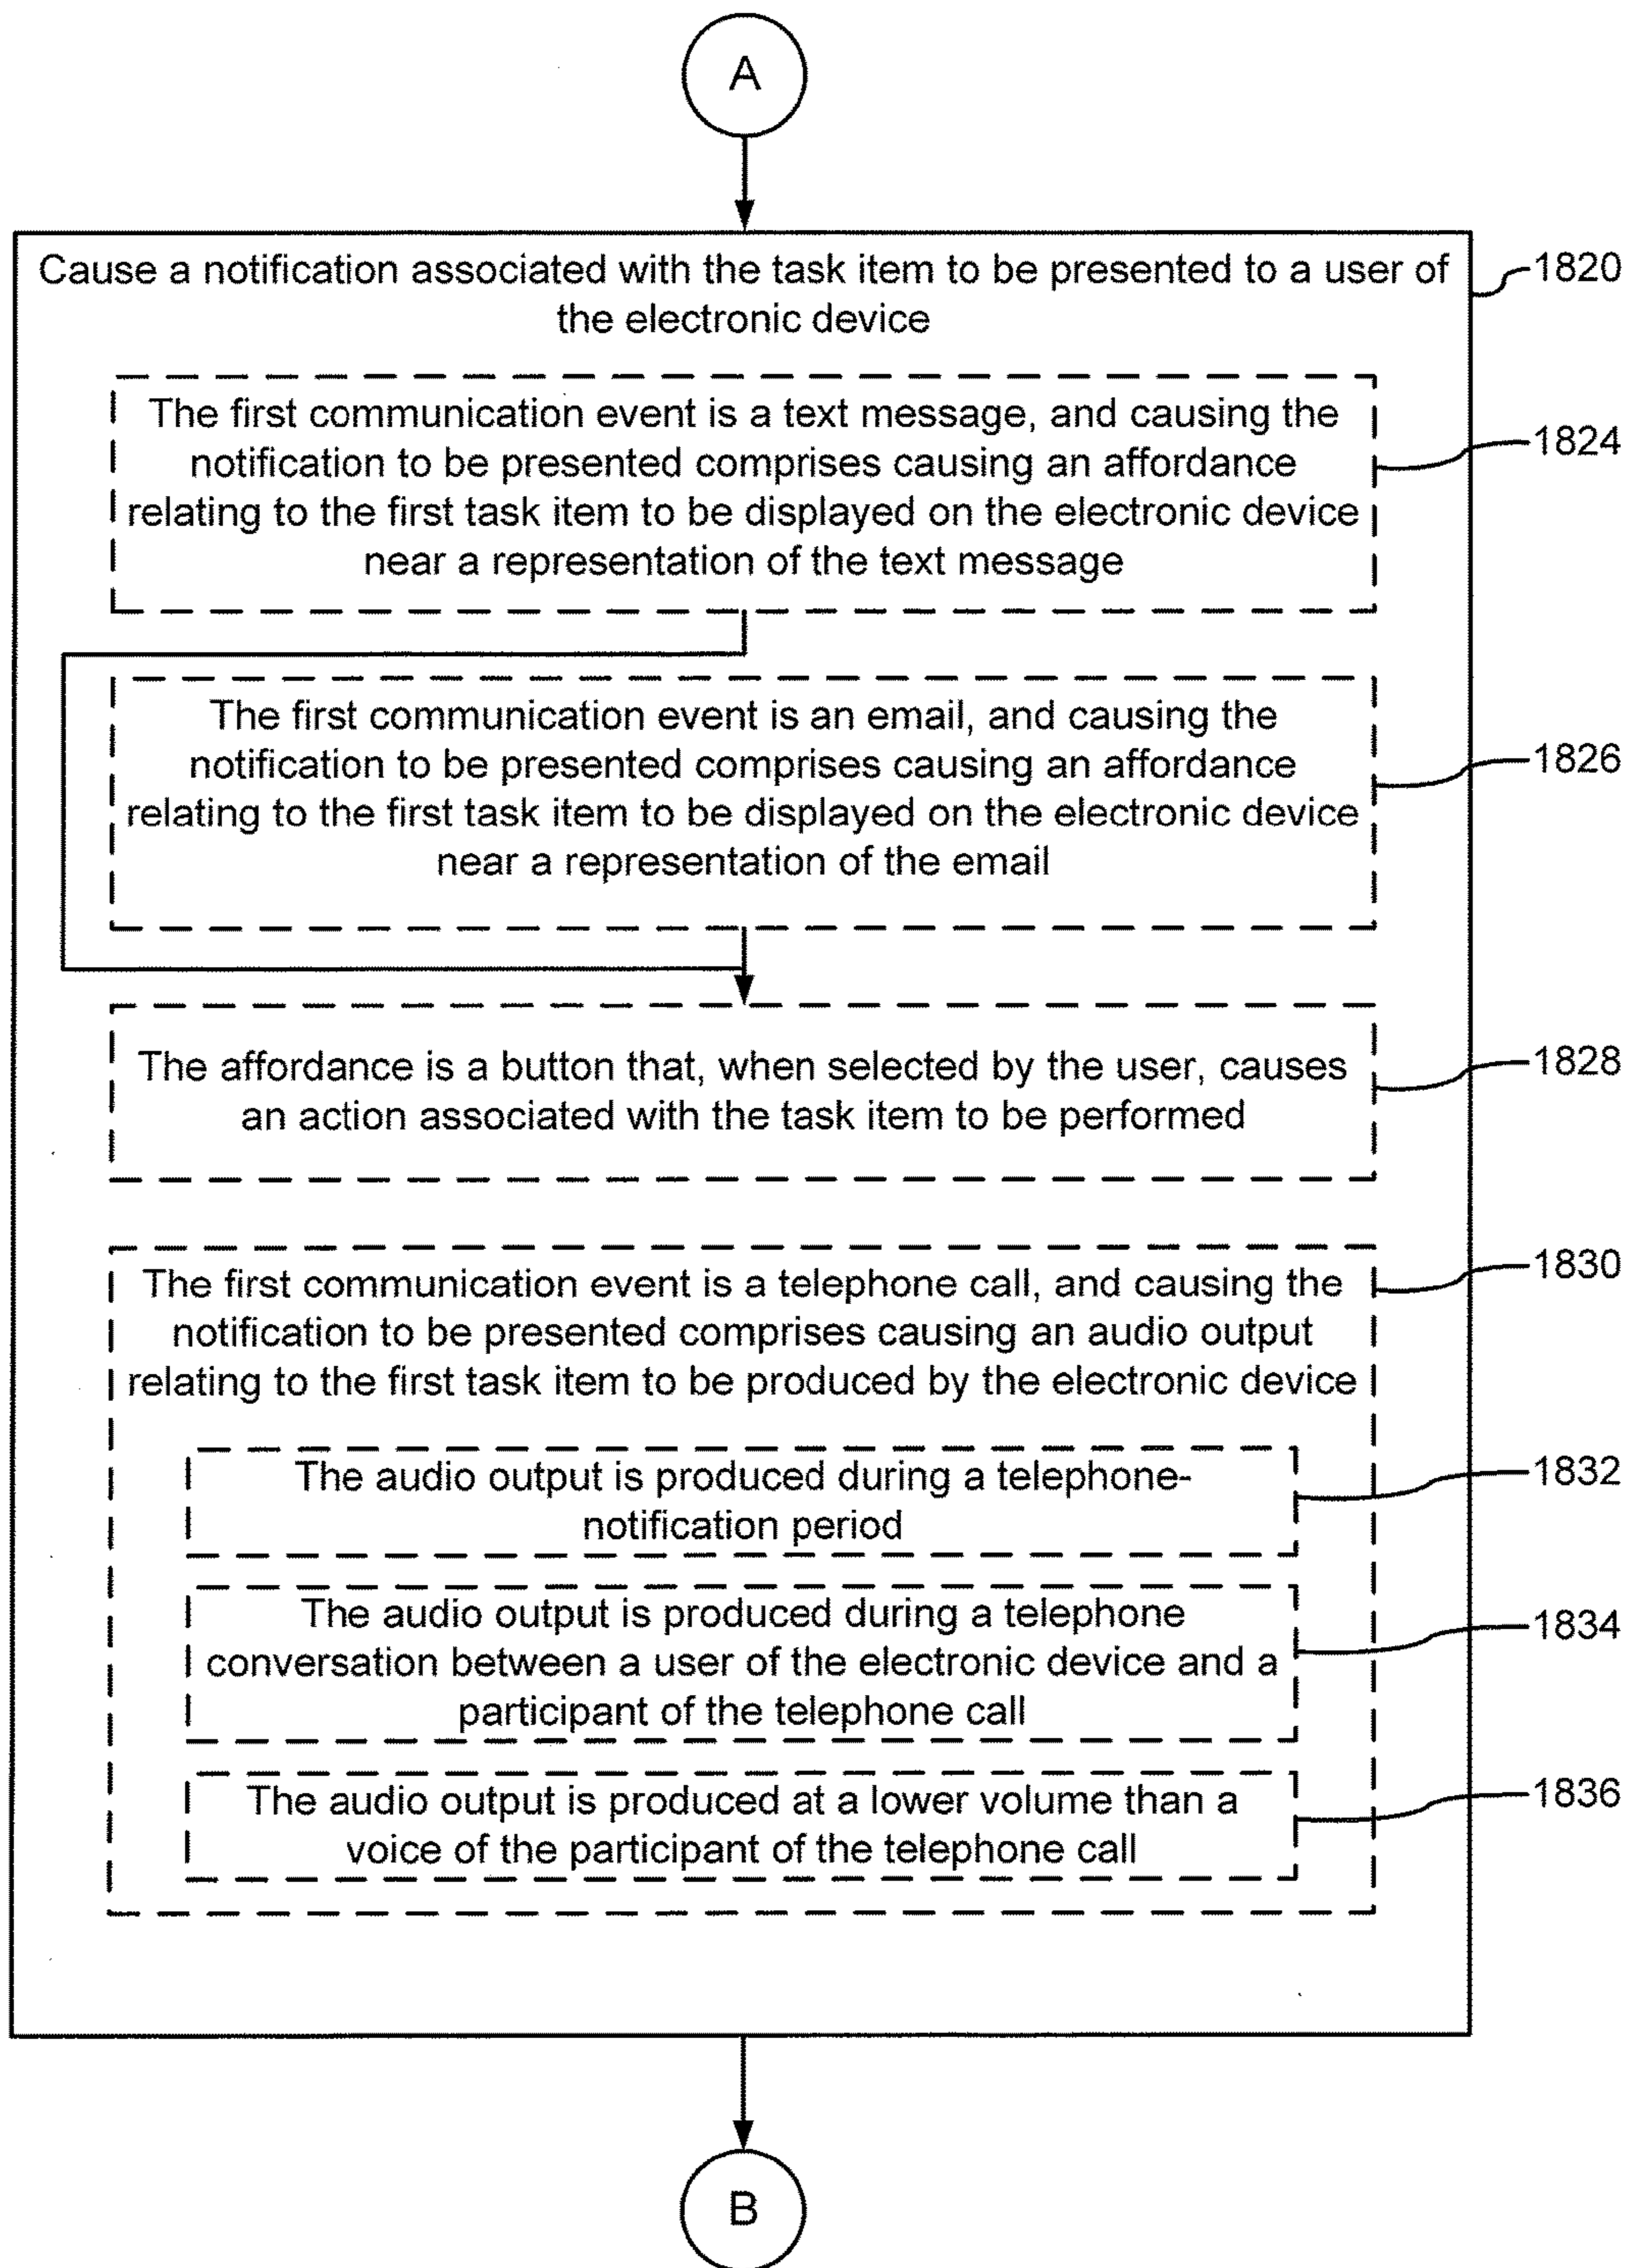 A
Cause a notification associated with the task item to be presented to a user of
the electronic device
1820
The first communication event is a text message, and causing the
notification to be presented comprises causing an affordance
relating to the first task item to be displayed on the electronic device
near a representation of the text message
1824
The first communication event is an email, and causing the
notification to be presented comprises causing an affordance
relating to the first task item to be displayed on the electronic device
near a representation of the email
1826
The affordance is a button that, when selected by the user, causes
an action associated with the task item to be performed
1828
The first communication event is a telephone call, and causing the
notification to be presented comprises causing an audio output
relating to the first task item to be produced by the electronic device
1830
The audio output is produced during a telephone-
notification period
1832
The audio output is produced during a telephone
conversation between a user of the electronic device and a
participant of the telephone call
1834
The audio output is produced at a lower volume than a
voice of the participant of the telephone call
1836
B